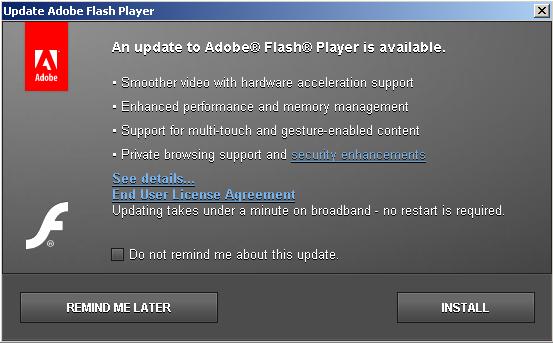 Update Adobe Flash Player
Adobe
An update to Adobe® Flash® Player is available.
• Smoother video with hardware acceleration support
• Enhanced performance and memory management
• Support for multi-touch and gesture-enabled content
• Private browsing support and security enhancements
See details...
End User License Agreement
Updating takes under a minute on broadband - no restart is required.
®
Do not remind me about this update.
REMIND ME LATER
INSTALL